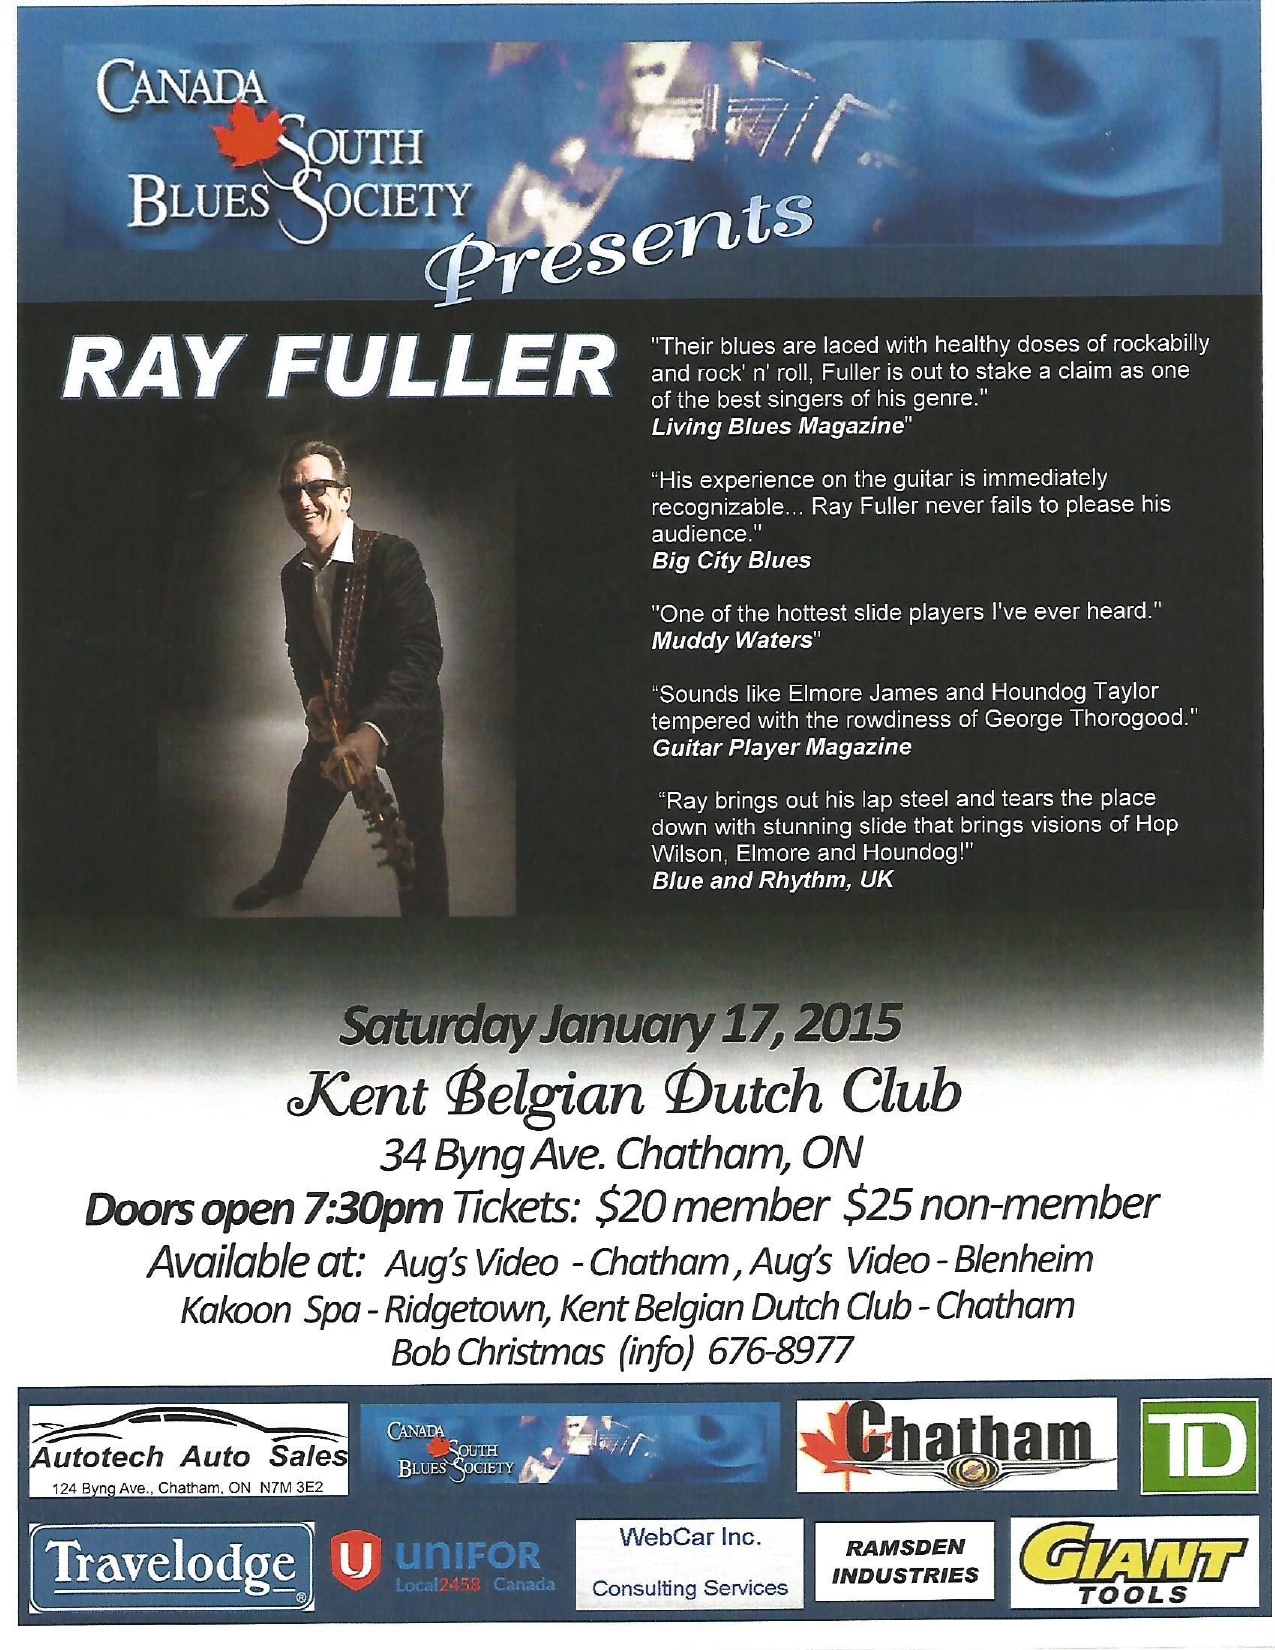 CANADA
SOUTH
BLUES SOCIETY
Presents
RAY FULLER
"Their blues are laced with healthy doses of rockabilly
and rock' n' roll, Fuller is out to stake a claim as one
of the best singers of his genre."
Living Blues Magazine"
“His experience on the guitar is immediately
recognizable... Ray Fuller never fails to please his
audience."
Big City Blues
"One of the hottest slide players I've ever heard."
Muddy Waters"
“Sounds like Elmore James and Houndog Taylor
tempered with the rowdiness of George Thorogood."
Guitar Player Magazine
“Ray brings out his lap steel and tears the place
down with stunning slide that brings visions of Hop
Wilson, Elmore and Houndog!"
Blue and Rhythm, UK
Saturday January 17, 2015
Kent Belgian Dutch Club
34 Byng Ave. Chatham, ON
Doors open 7:30pm Tickets: $20 member $25 non-member
Available at: Aug's Video - Chatham, Aug's Video - Blenheim
Kakoon Spa - Ridgetown, Kent Belgian Dutch Club - Chatham
Bob Christmas (info) 676-8977
Autotech Auto Sales
124 Byng Ave., Chatham, ON N7M 3E2
CANADA
SOUTH
BLUES SOCIETY
Chatham
TD
Travelodge®
U UNIFOR
Local2458 Canada
WebCar Inc.
Consulting Services
RAMSDEN
INDUSTRIES
GIANT
TOOLS